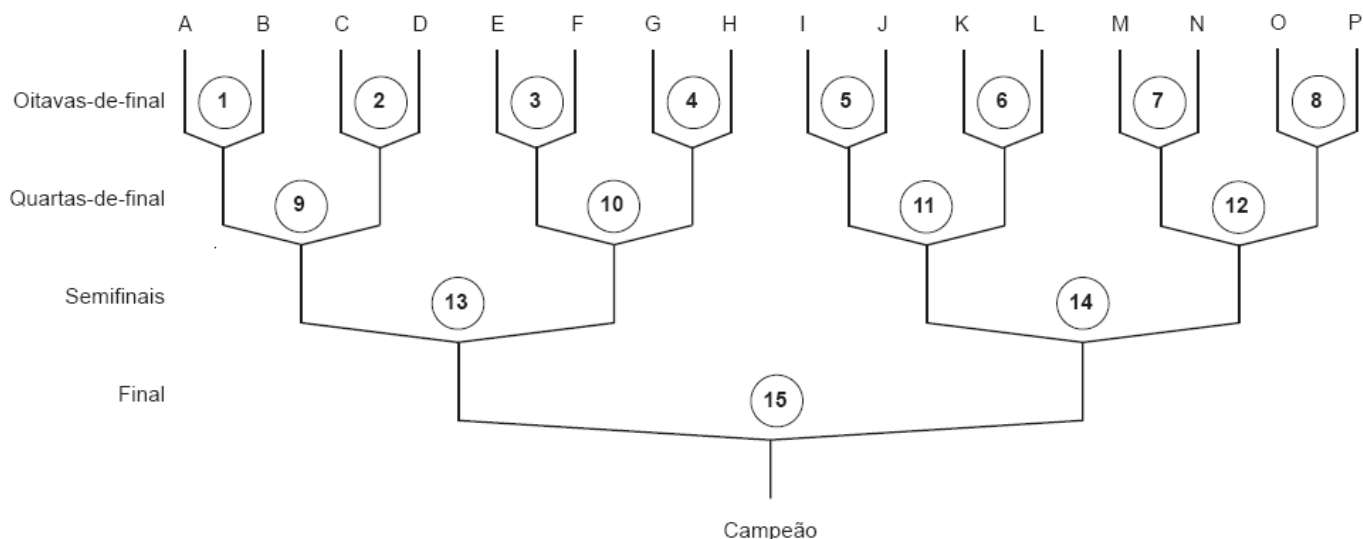 A B C D E F G H I J K L M N O P
Oitavas-de-final 1 2 3 4 5 6 7 8
Quartas-de-final 9 10 11 12
Semifinais 13 14
Final 15
Campeão